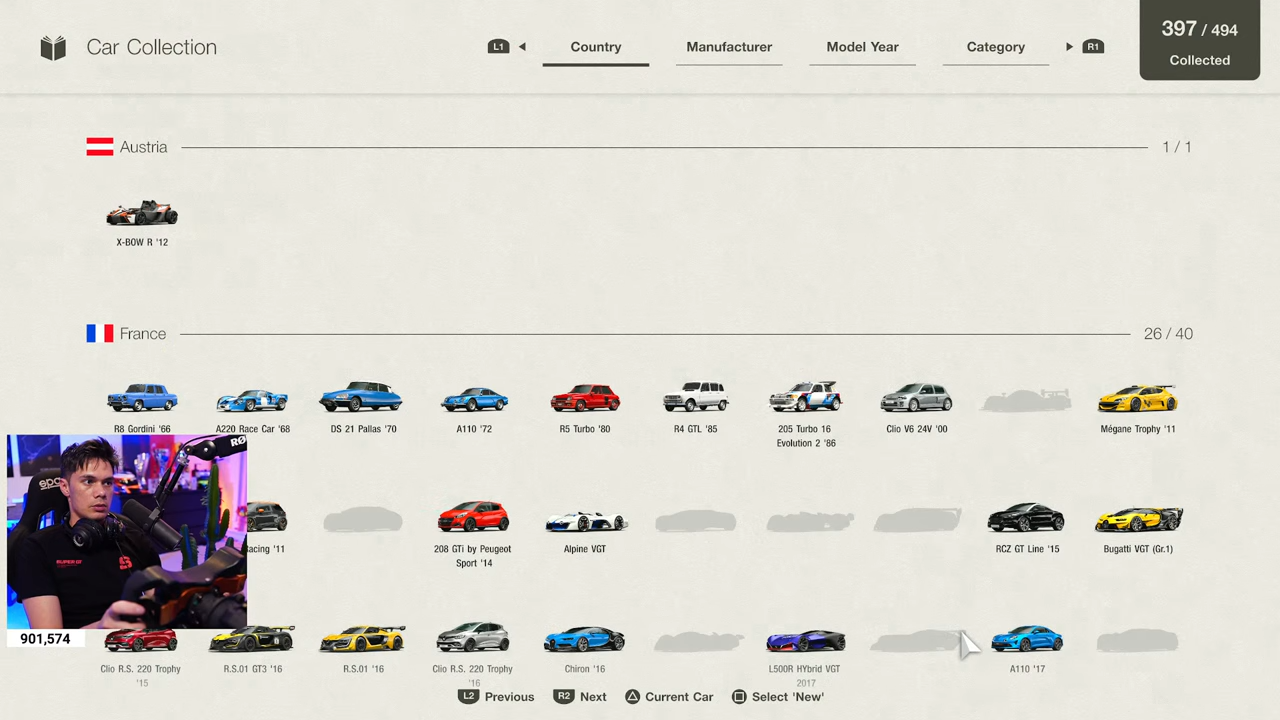 Car Collection
L1
Country
Manufacturer
Model Year
Category
R1
397 / 494
Collected
Austria
1 / 1
X-BOW R '12
France
26 / 40
R8 Gordini '66
A220 Race Car '68
DS 21 Pallas '70
A110 '72
R5 Turbo '80
R4 GTL '85
205 Turbo 16
Evolution 2 '86
Clio V6 24V '00
Mégane Trophy '11
acing '11
208 GTi by Peugeot
Sport '14
Alpine VGT
RCZ GT Line '15
Bugatti VGT (Gr.1)
SUPER GT
901,574
Clio R.S. 220 Trophy
'15
R.S.01 GT3 '16
R.S.01 '16
Clio R.S. 220 Trophy
'16
Chiron '16
L500R HYbrid VGT
2017
A110 '17
L2 Previous
R2 Next
Current Car
Select 'New'